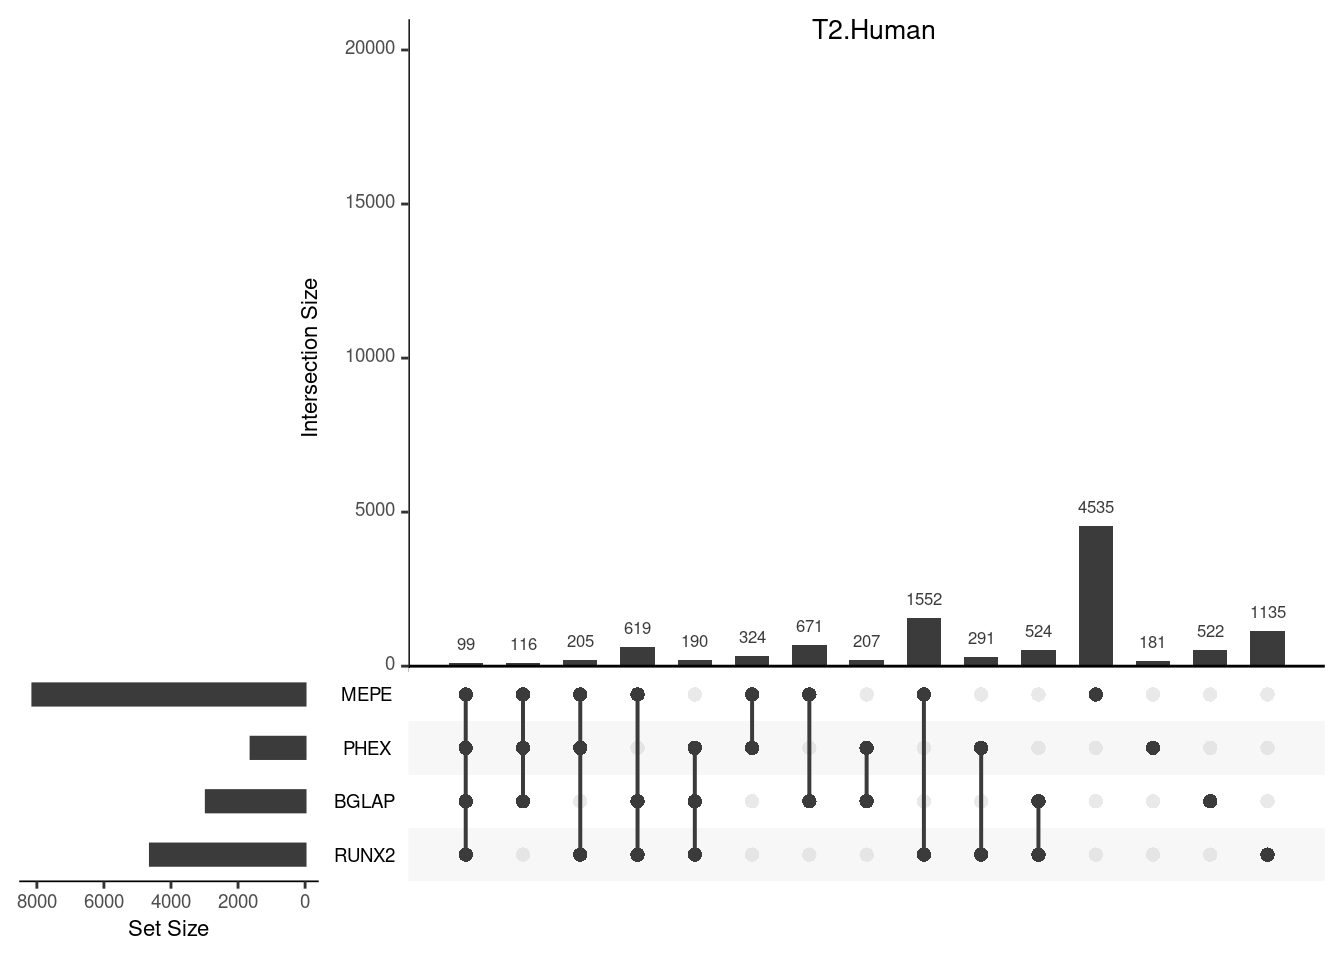 T2.Human
20000
15000
10000
5000
0
Intersection Size
99 116 205 619 190 324 671 207 1552 291 524 4535 181 522 1135
MEPE
PHEX
BGLAP
RUNX2
8000 6000 4000 2000 0
Set Size